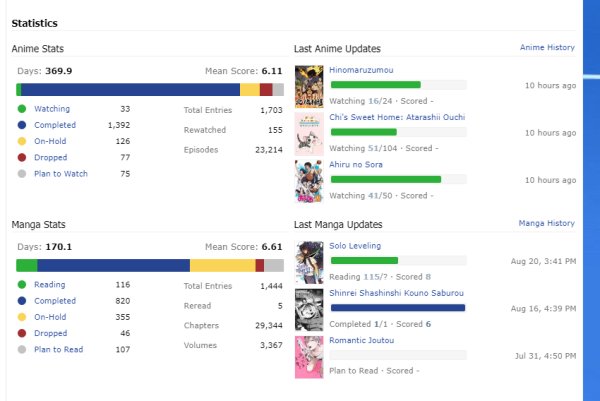 Statistics
Anime Stats
Days: 369.9 Mean Score: 6.11
Watching 33 Total Entries 1,703
Completed 1,392 Rewatched 155
On-Hold 126 Episodes 23,214
Dropped 77
Plan to Watch 75
Last Anime Updates Anime History
Hinomaruzumou
10 hours ago
Watching 16/24 · Scored -
Chi's Sweet Home: Atarashii Ouchi
10 hours ago
Watching 51/104 · Scored -
Ahiru no Sora
10 hours ago
Watching 41/50 · Scored -
Manga Stats
Days: 170.1 Mean Score: 6.61
Reading 116 Total Entries 1,444
Completed 820 Reread 5
On-Hold 355 Chapters 29,344
Dropped 46 Volumes 3,367
Plan to Read 107
Last Manga Updates Manga History
Solo Leveling
Aug 20, 3:41 PM
Reading 115/? · Scored 8
Shinrei Shashinshi Kouno Saburou
Aug 16, 4:39 PM
Completed 1/1 · Scored 6
Romantic Joutou
Jul 31, 4:50 PM
Plan to Read · Scored -